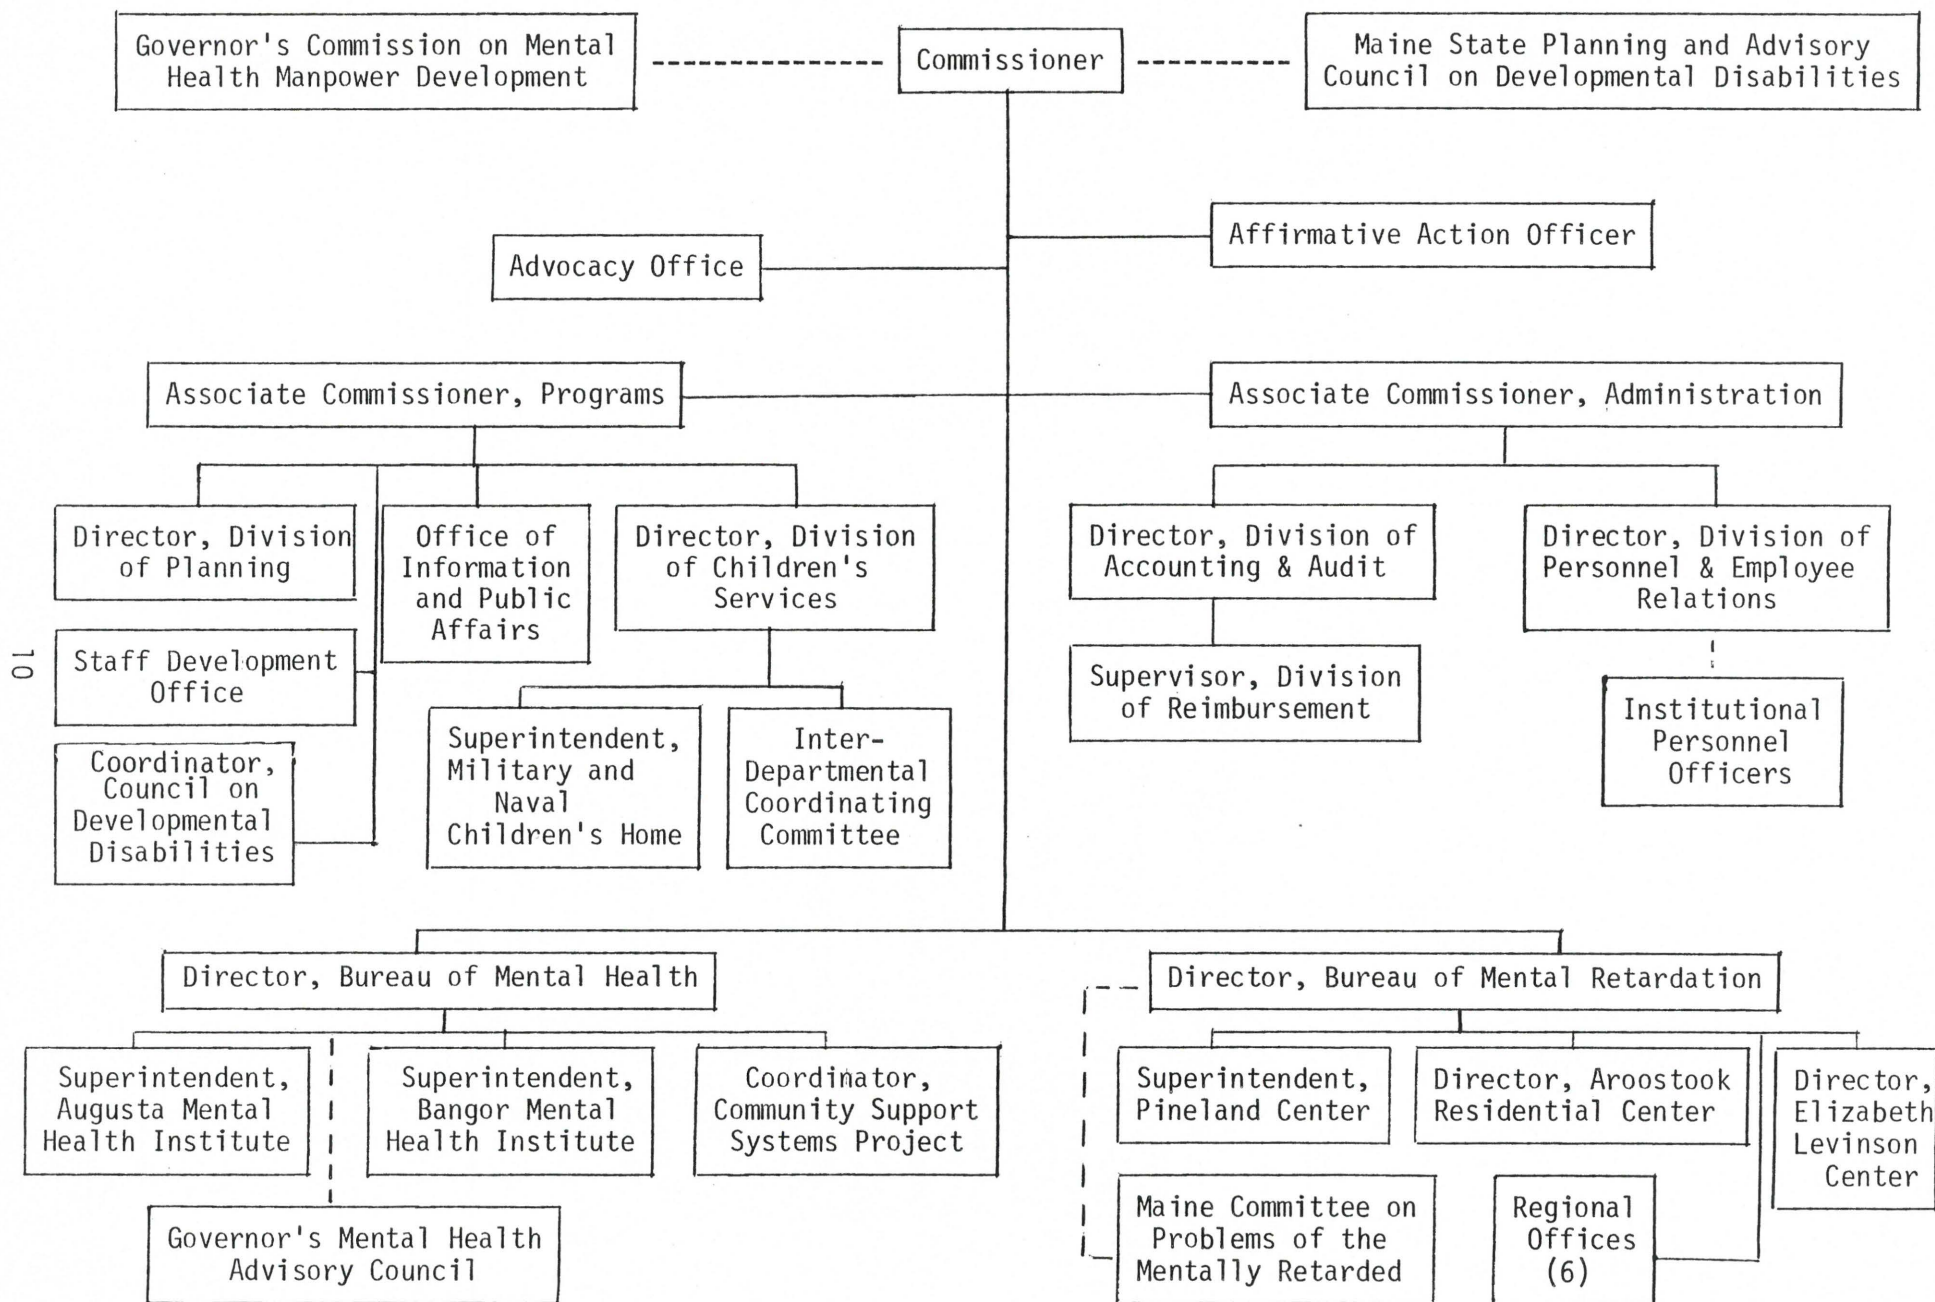 Governor's Commission on Mental
Health Manpower Development
Commissioner
Maine State Planning and Advisory
Council on Developmental Disabilities
Affirmative Action Officer
Advocacy Office
Associate Commissioner, Programs
Associate Commissioner, Administration
Director, Division
of Planning
Office of
Information
and Public
Affairs
Director, Division
of Children's
Services
Director, Division of
Accounting & Audit
Director, Division of
Personnel & Employee
Relations
Staff Development
Office
Supervisor, Division
of Reimbursement
Institutional
Personnel
Officers
Coordinator,
Council on
Developmental
Disabilities
Superintendent,
Military and
Naval
Children's Home
Inter-
Departmental
Coordinating
Committee
10
Director, Bureau of Mental Health
Director, Bureau of Mental Retardation
Superintendent,
Augusta Mental
Health Institute
Superintendent,
Bangor Mental
Health Institute
Coordinator,
Community Support
Systems Project
Superintendent,
Pineland Center
Director, Aroostook
Residential Center
Director,
Elizabeth
Levinson
Center
Governor's Mental Health
Advisory Council
Maine Committee on
Problems of the
Mentally Retarded
Regional
Offices
(6)